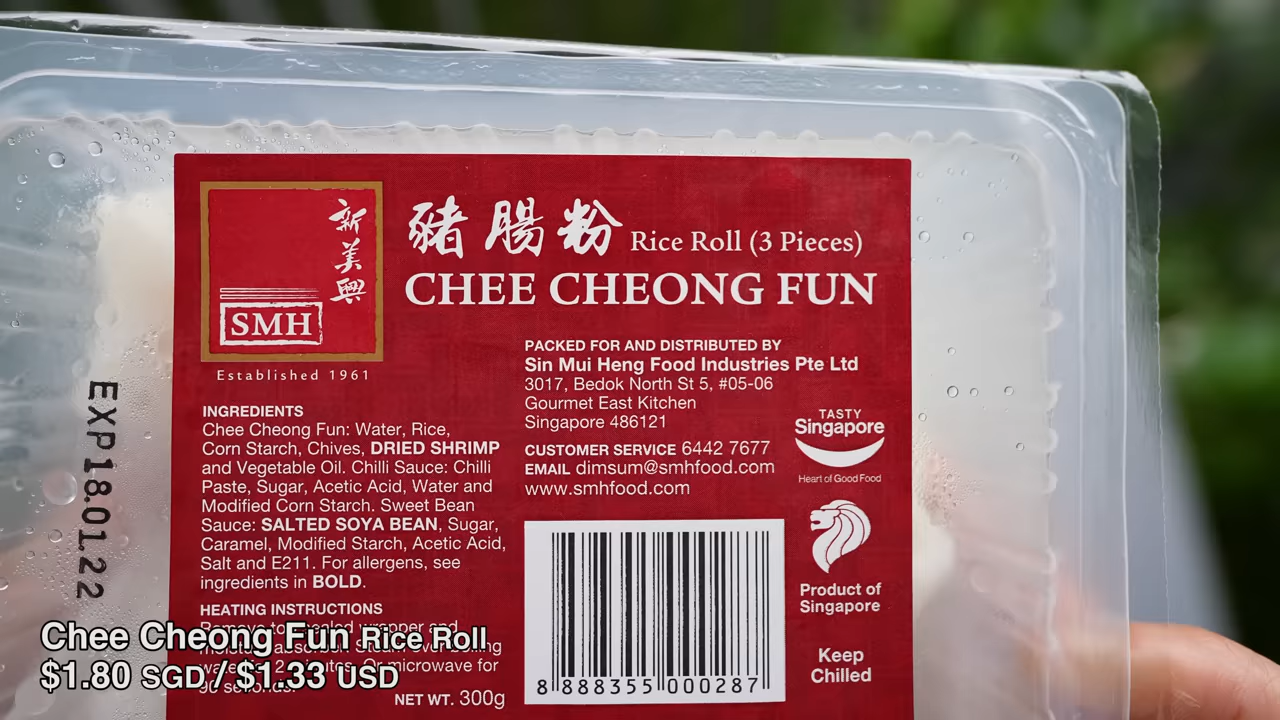 豬腸粉 Rice Roll (3 Pieces)
CHEE CHEONG FUN
新美興
SMH
Established 1961
PACKED FOR AND DISTRIBUTED BY
Sin Mui Heng Food Industries Pte Ltd
3017, Bedok North St 5, #05-06
Gourmet East Kitchen
Singapore 486121
CUSTOMER SERVICE 6442 7677
EMAIL dimsum@smhfood.com
www.smhfood.com
INGREDIENTS
Chee Cheong Fun: Water, Rice,
Corn Starch, Chives, DRIED SHRIMP
and Vegetable Oil. Chilli Sauce: Chilli
Paste, Sugar, Acetic Acid, Water and
Modified Corn Starch. Sweet Bean
Sauce: SALTED SOYA BEAN, Sugar,
Caramel, Modified Starch, Acetic Acid,
Salt and E211. For allergens, see
ingredients in BOLD.
HEATING INSTRUCTIONS
microwave for
NET WT. 300g
TASTY
Singapore
Heart of Good Food
Product of
Singapore
Keep
Chilled
8 888355 000287
EXP18.01.22
Chee Cheong Fun Rice Roll
$1.80 SGD / $1.33 USD